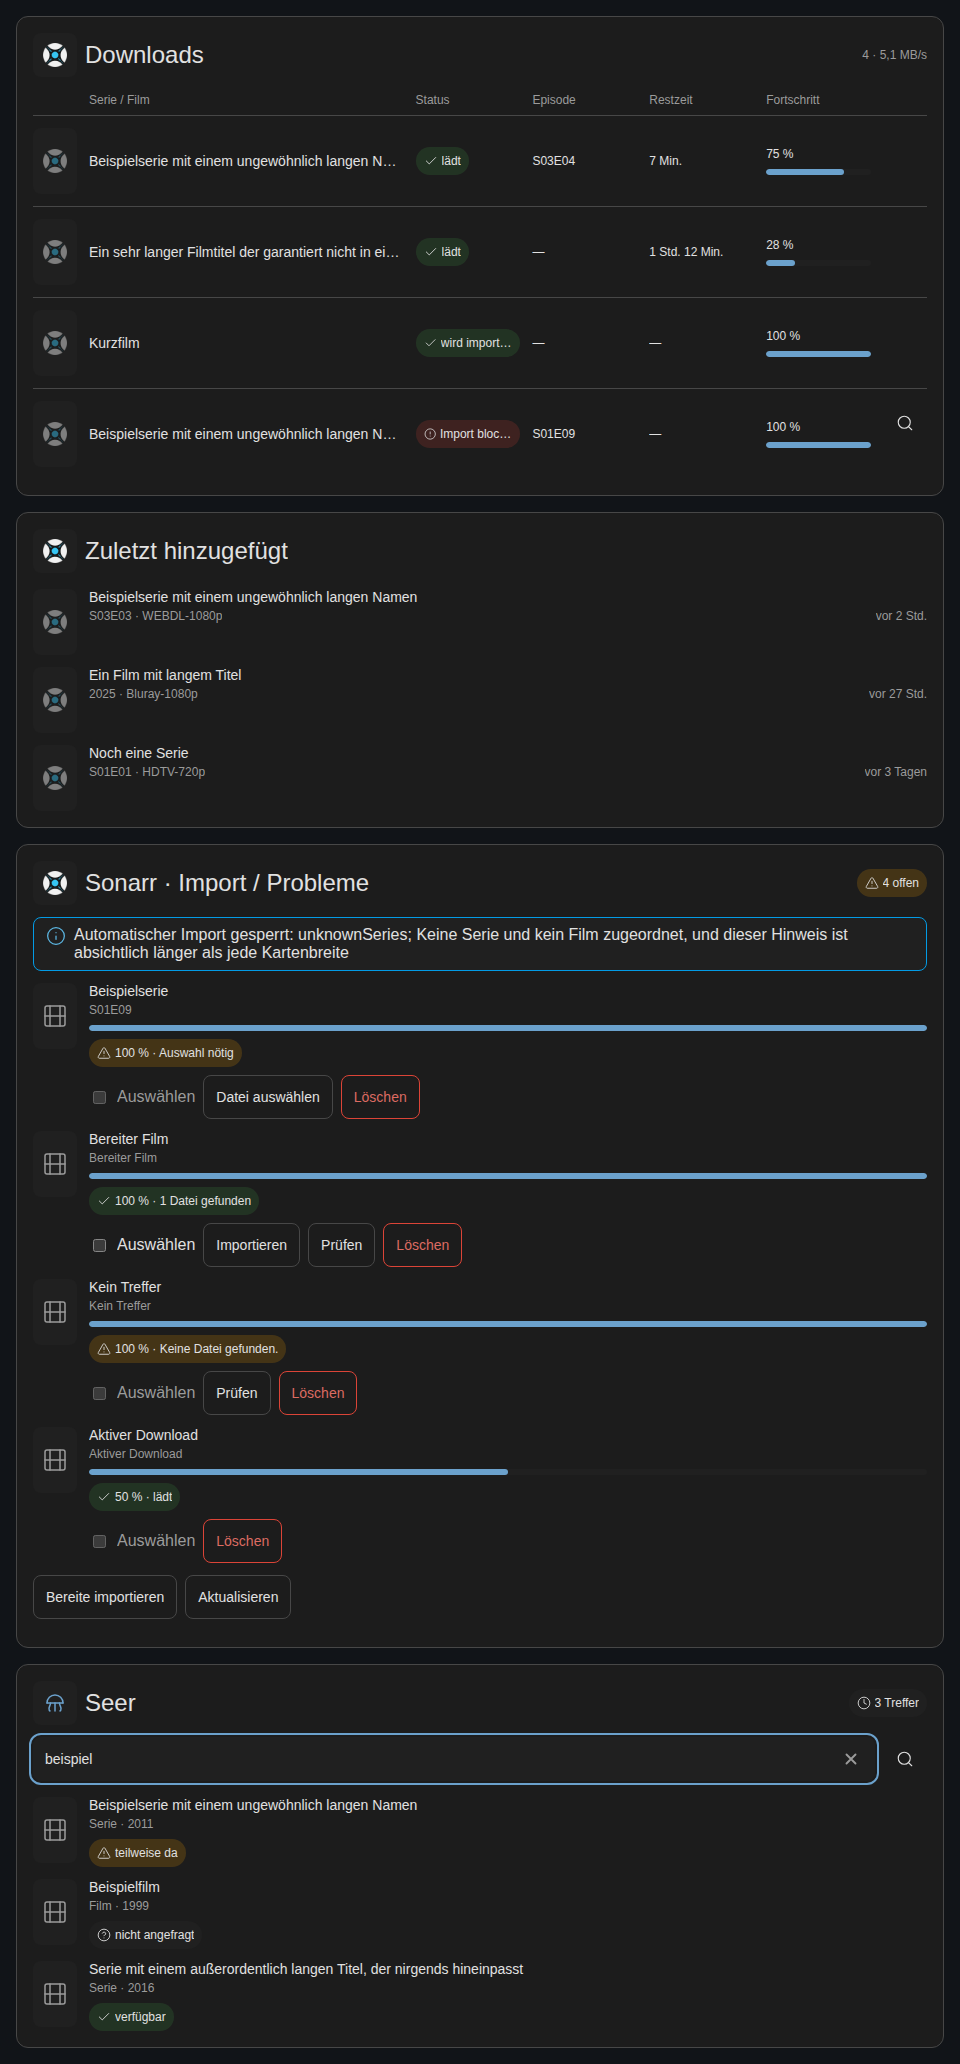 Downloads
4 · 5,1 MB/s
Serie / Film Status Episode Restzeit Fortschritt
Beispielserie mit einem ungewöhnlich langen N… lädt S03E04 7 Min. 75 %
Ein sehr langer Filmtitel der garantiert nicht in ei… lädt — 1 Std. 12 Min. 28 %
Kurzfilm wird import… — — 100 %
Beispielserie mit einem ungewöhnlich langen N… Import bloc… S01E09 — 100 %
Zuletzt hinzugefügt
Beispielserie mit einem ungewöhnlich langen Namen
S03E03 · WEBDL-1080p vor 2 Std.
Ein Film mit langem Titel
2025 · Bluray-1080p vor 27 Std.
Noch eine Serie
S01E01 · HDTV-720p vor 3 Tagen
Sonarr · Import / Probleme 4 offen
Automatischer Import gesperrt: unknownSeries; Keine Serie und kein Film zugeordnet, und dieser Hinweis ist
absichtlich länger als jede Kartenbreite
Beispielserie
S01E09
100 % · Auswahl nötig
Auswählen Datei auswählen Löschen
Bereiter Film
Bereiter Film
100 % · 1 Datei gefunden
Auswählen Importieren Prüfen Löschen
Kein Treffer
Kein Treffer
100 % · Keine Datei gefunden.
Auswählen Prüfen Löschen
Aktiver Download
Aktiver Download
50 % · lädt
Auswählen Löschen
Bereite importieren Aktualisieren
Seer 3 Treffer
beispiel
Beispielserie mit einem ungewöhnlich langen Namen
Serie · 2011
teilweise da
Beispielfilm
Film · 1999
nicht angefragt
Serie mit einem außerordentlich langen Titel, der nirgends hineinpasst
Serie · 2016
verfügbar